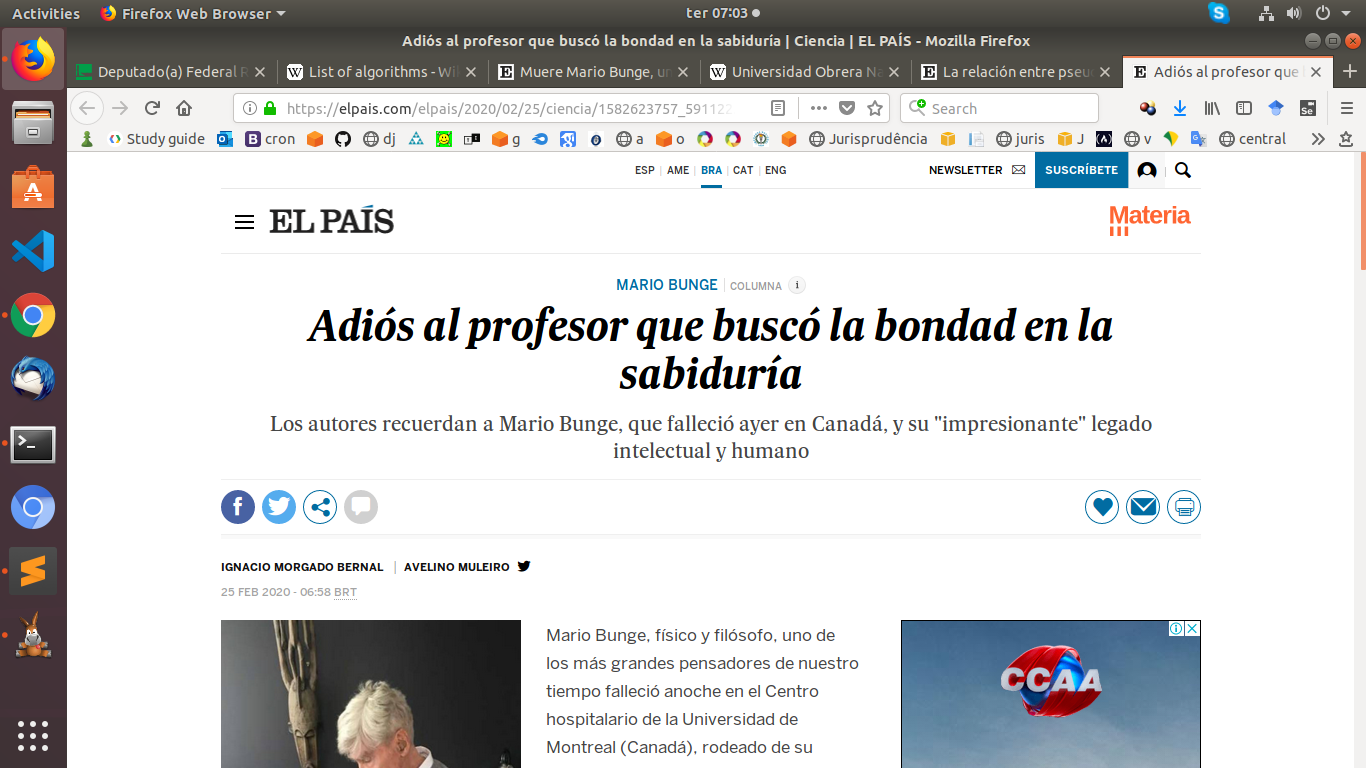 Activities Firefox Web Browser ter 07:03
Adiós al profesor que buscó la bondad en la sabiduría | Ciencia | EL PAÍS - Mozilla Firefox
Deputado(a) Federal List of algorithms - Wi Muere Mario Bunge, un Universidad Obrera Na La relación entre pseu Adiós al profesor que
https://elpais.com/elpais/2020/02/25/ciencia/1582623757_591122 Search
Study guide cron dj g a o Jurisprudência juris J v central
ESP AME BRA CAT ENG NEWSLETTER SUSCRÍBETE
EL PAÍS Materia
MARIO BUNGE COLUMNA i
Adiós al profesor que buscó la bondad en la
sabiduría
Los autores recuerdan a Mario Bunge, que falleció ayer en Canadá, y su "impresionante" legado
intelectual y humano
IGNACIO MORGADO BERNAL | AVELINO MULEIRO
25 FEB 2020 - 06:58 BRT
Mario Bunge, físico y filósofo, uno de
los más grandes pensadores de nuestro
tiempo falleció anoche en el Centro
hospitalario de la Universidad de
Montreal (Canadá), rodeado de su
CCAA